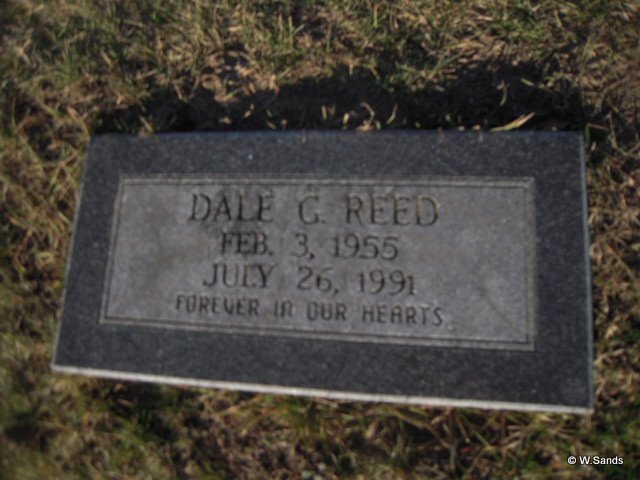 DALE G. REED
FEB. 3, 1955
JULY 26, 1991
FOREVER IN OUR HEARTS
© W.Sands